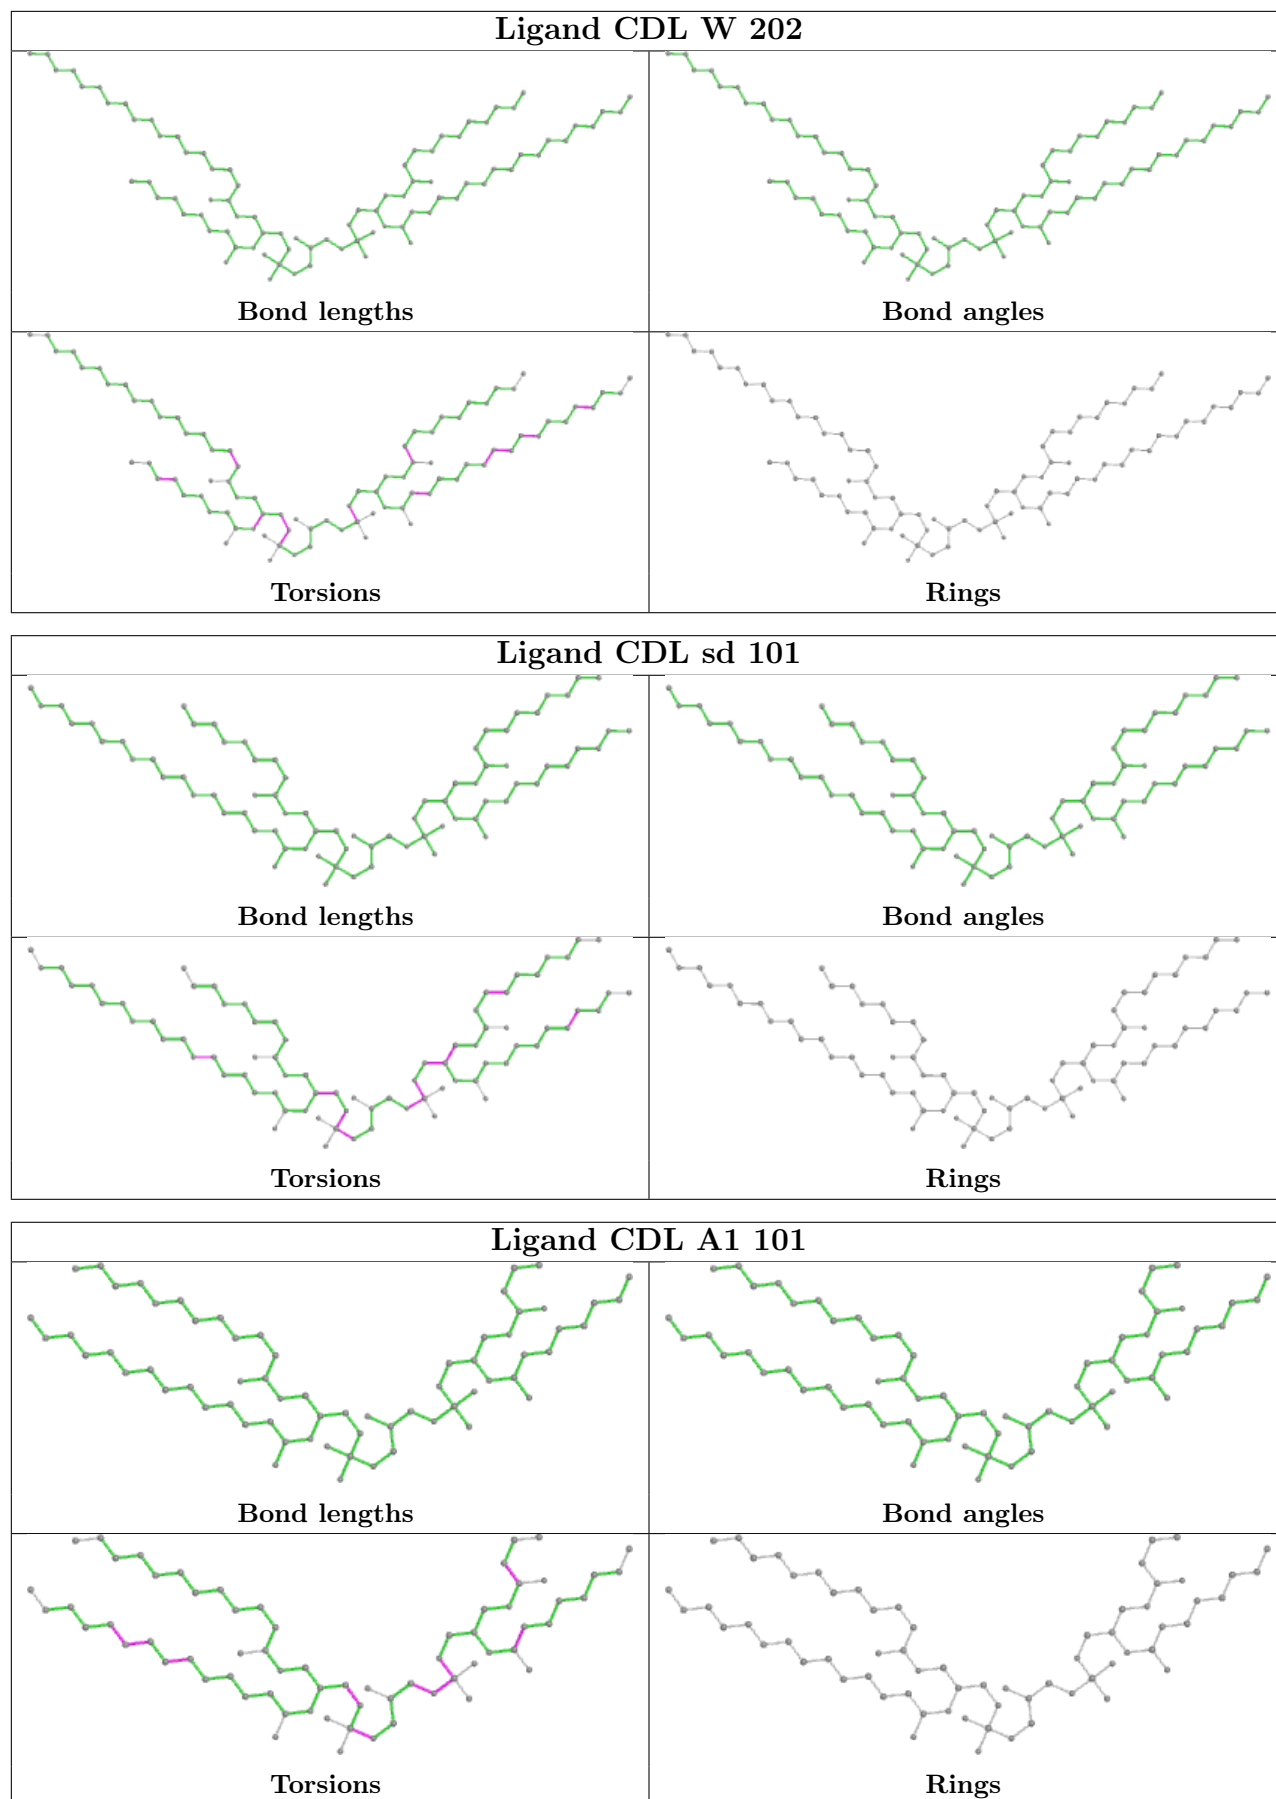 Ligand CDL W 202
Bond lengths
Bond angles
Torsions
Rings
Ligand CDL sd 101
Bond lengths
Bond angles
Torsions
Rings
Ligand CDL A1 101
Bond lengths
Bond angles
Torsions
Rings